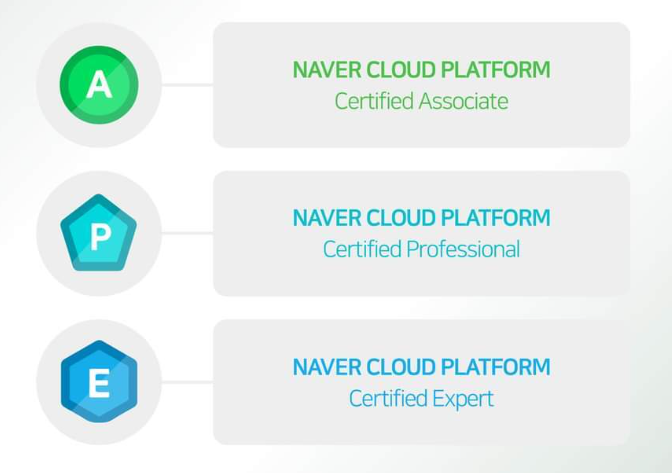 A
NAVER CLOUD PLATFORM
Certified Associate
P
NAVER CLOUD PLATFORM
Certified Professional
E
NAVER CLOUD PLATFORM
Certified Expert